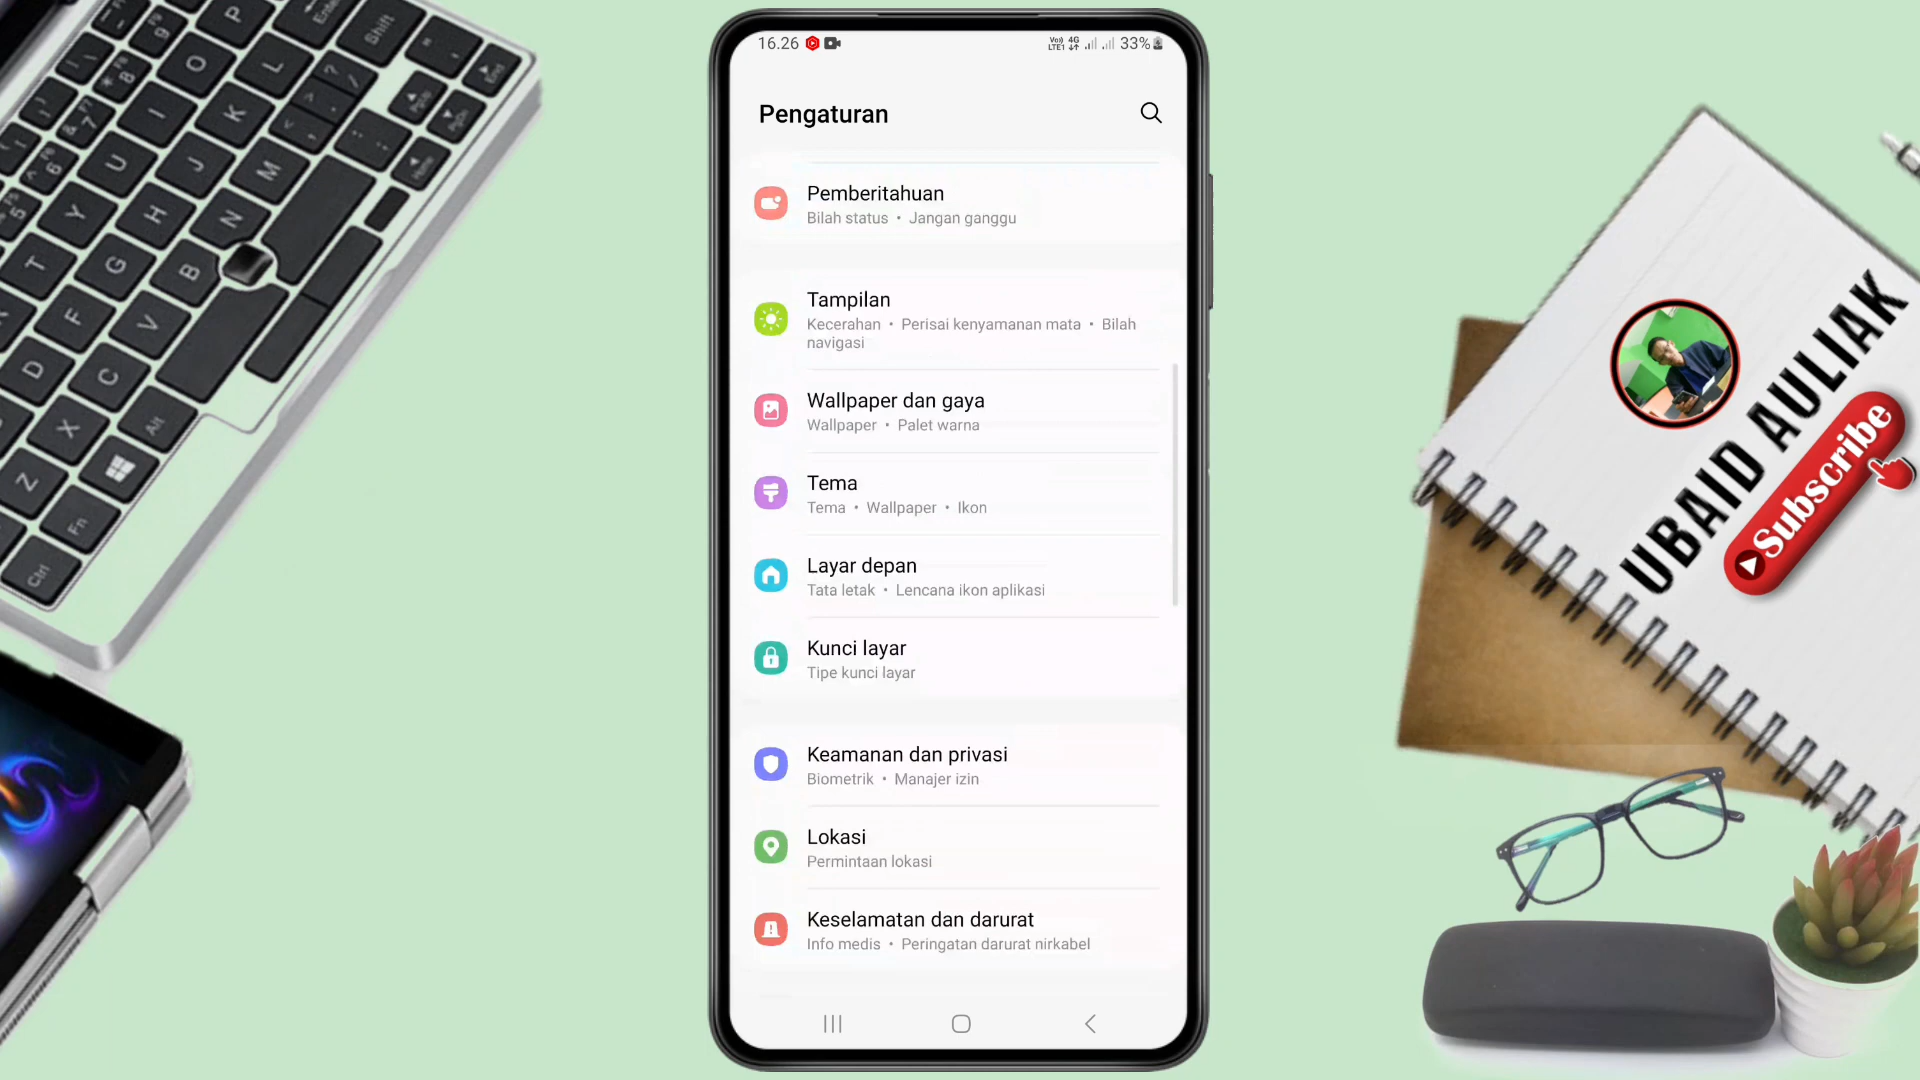 16.26
Vo)) LTE1 4G 33%
Pengaturan
Pemberitahuan
Bilah status • Jangan ganggu
Tampilan
Kecerahan • Perisai kenyamanan mata • Bilah
navigasi
Wallpaper dan gaya
Wallpaper • Palet warna
Tema
Tema • Wallpaper • Ikon
Layar depan
Tata letak • Lencana ikon aplikasi
Kunci layar
Tipe kunci layar
Keamanan dan privasi
Biometrik • Manajer izin
Lokasi
Permintaan lokasi
Keselamatan dan darurat
Info medis • Peringatan darurat nirkabel
UBAID AULIAK
Subscribe